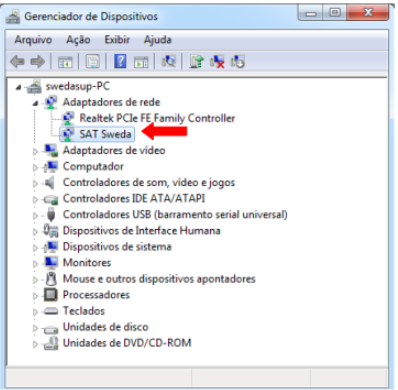 Gerenciador de Dispositivos
Arquivo Ação Exibir Ajuda
swedasup-PC
Adaptadores de rede
Realtek PCIe FE Family Controller
SAT Sweda
Adaptadores de vídeo
Computador
Controladores de som, vídeo e jogos
Controladores IDE ATA/ATAPI
Controladores USB (barramento serial universal)
Dispositivos de Interface Humana
Dispositivos de sistema
Monitores
Mouse e outros dispositivos apontadores
Processadores
Teclados
Unidades de disco
Unidades de DVD/CD-ROM